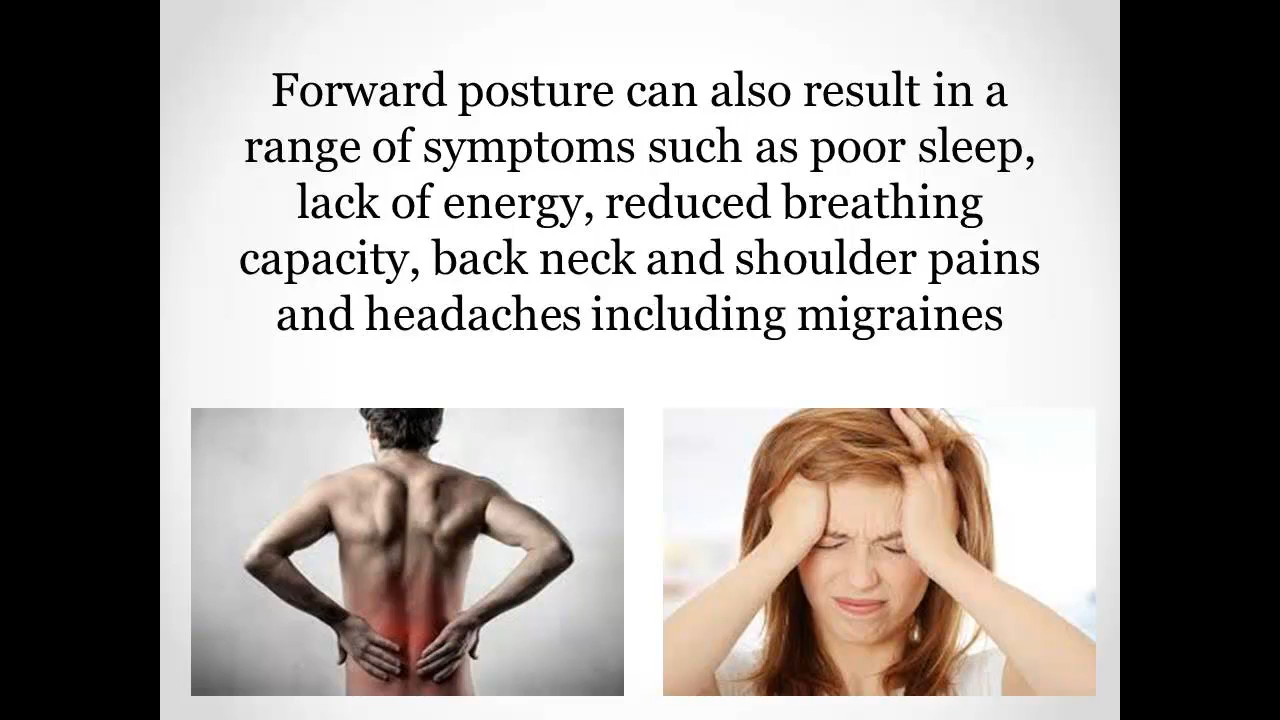 Forward posture can also result in a
range of symptoms such as poor sleep,
lack of energy, reduced breathing
capacity, back neck and shoulder pains
and headaches including migraines